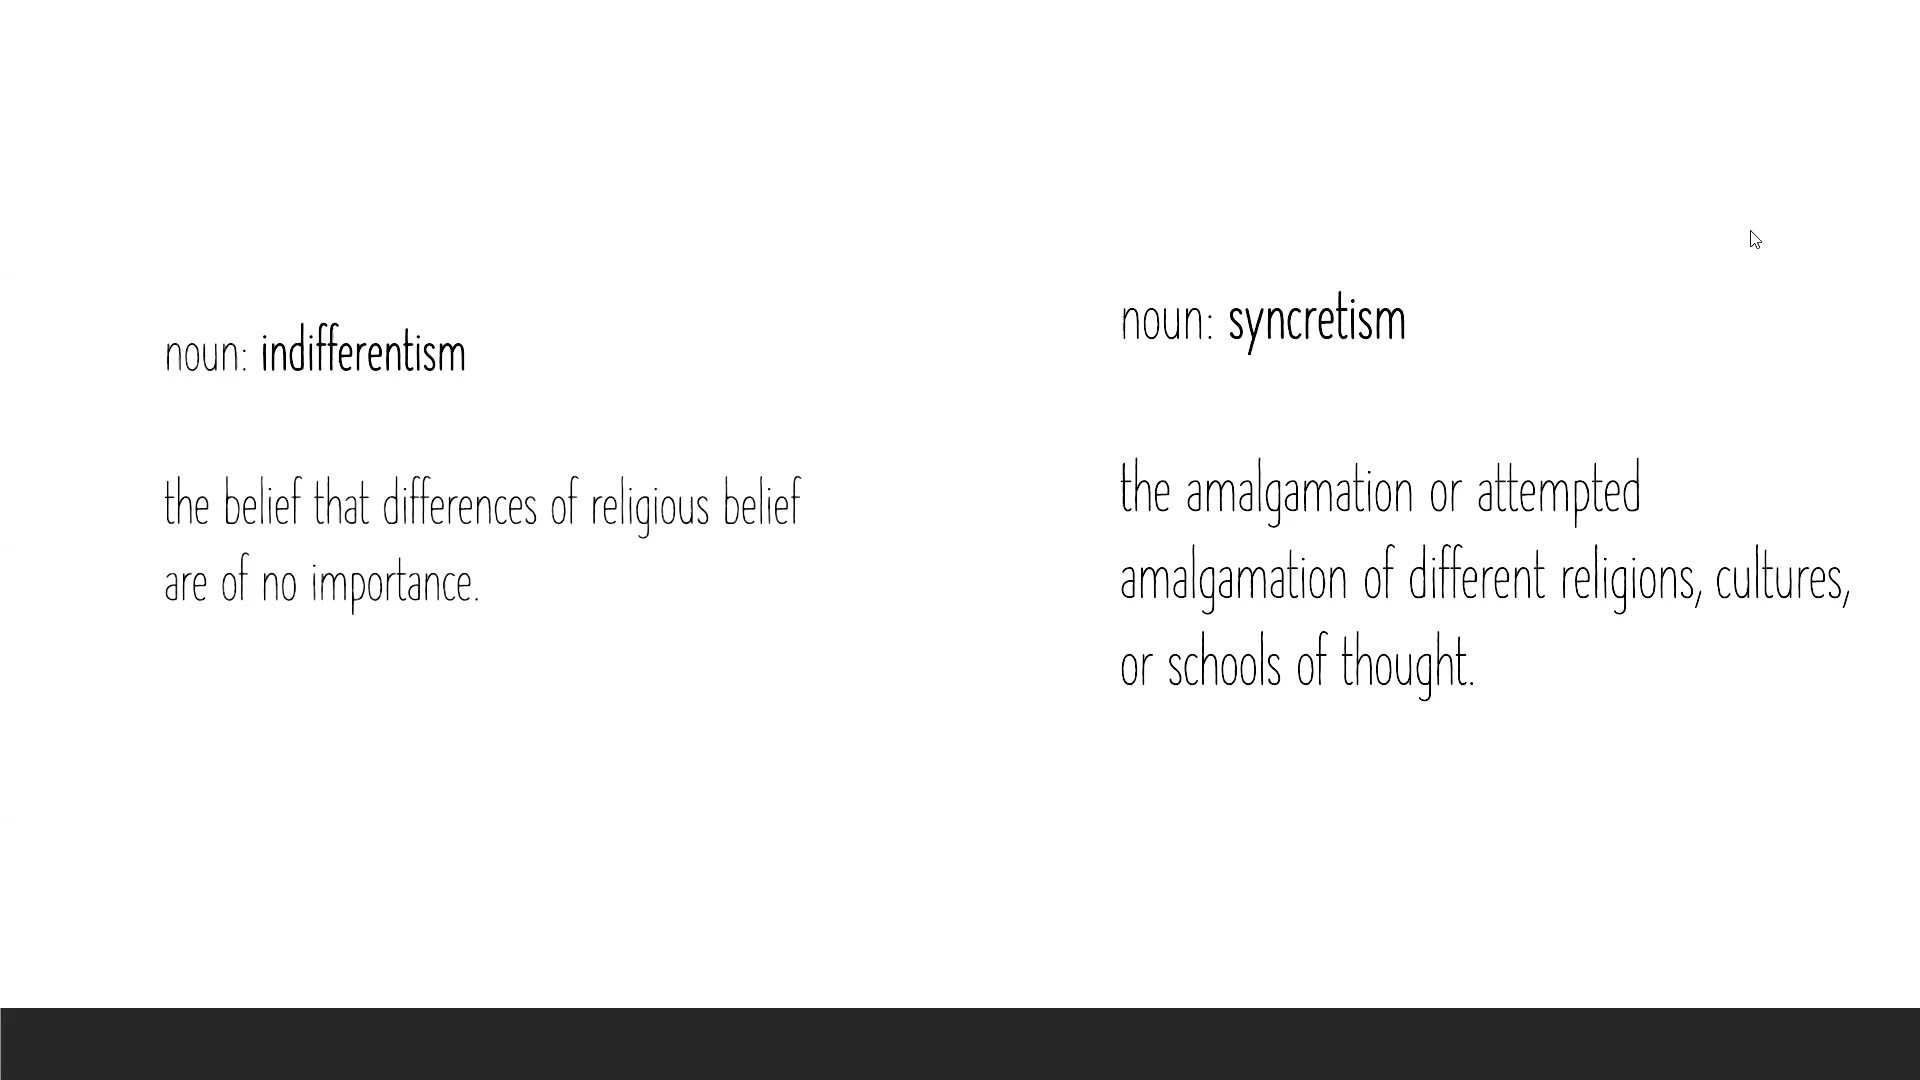 noun: indifferentism
the belief that differences of religious belief
are of no importance.
noun: syncretism
the amalgamation or attempted
amalgamation of different religions, cultures,
or schools of thought.